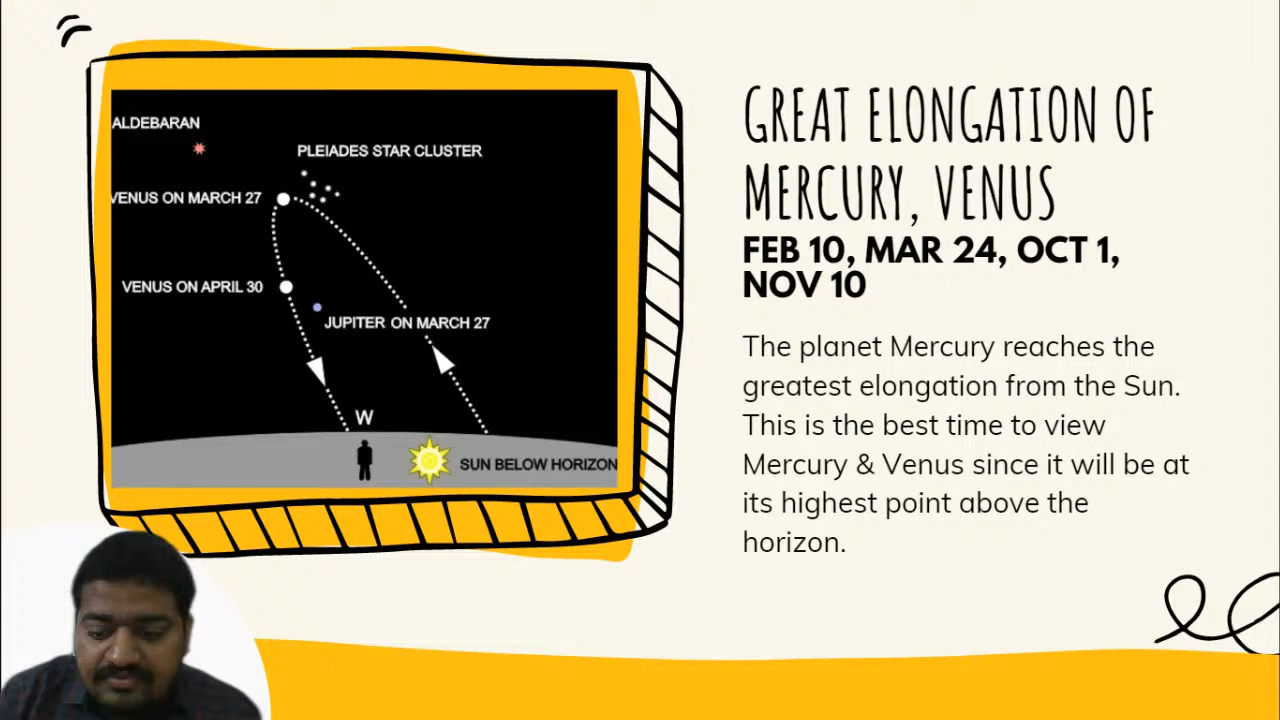 ALDEBARAN
PLEIADES STAR CLUSTER
VENUS ON MARCH 27
VENUS ON APRIL 30
JUPITER ON MARCH 27
W
SUN BELOW HORIZON
GREAT ELONGATION OF
MERCURY, VENUS
FEB 10, MAR 24, OCT 1,
NOV 10
The planet Mercury reaches the
greatest elongation from the Sun.
This is the best time to view
Mercury & Venus since it will be at
its highest point above the
horizon.